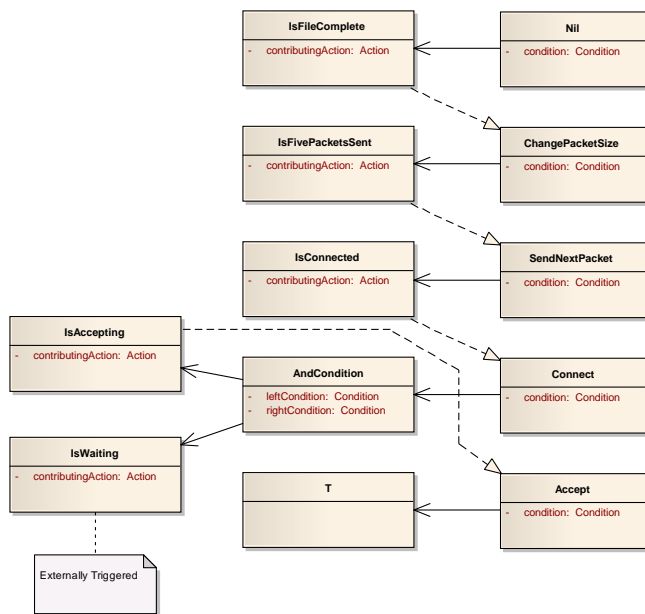 IsFileComplete
- contributingAction: Action
Nil
- condition: Condition
IsFivePacketsSent
- contributingAction: Action
ChangePacketSize
- condition: Condition
IsConnected
- contributingAction: Action
SendNextPacket
- condition: Condition
IsAccepting
- contributingAction: Action
AndCondition
- leftCondition: Condition
- rightCondition: Condition
Connect
- condition: Condition
IsWaiting
- contributingAction: Action
T
Accept
- condition: Condition
Externally Triggered